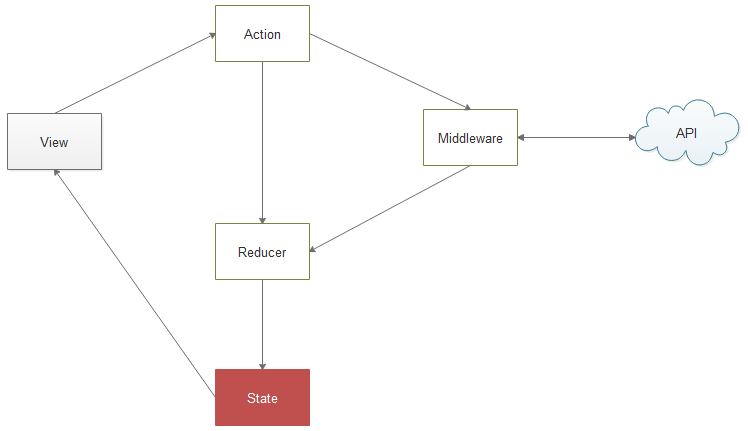 Action
View
Middleware
API
Reducer
State